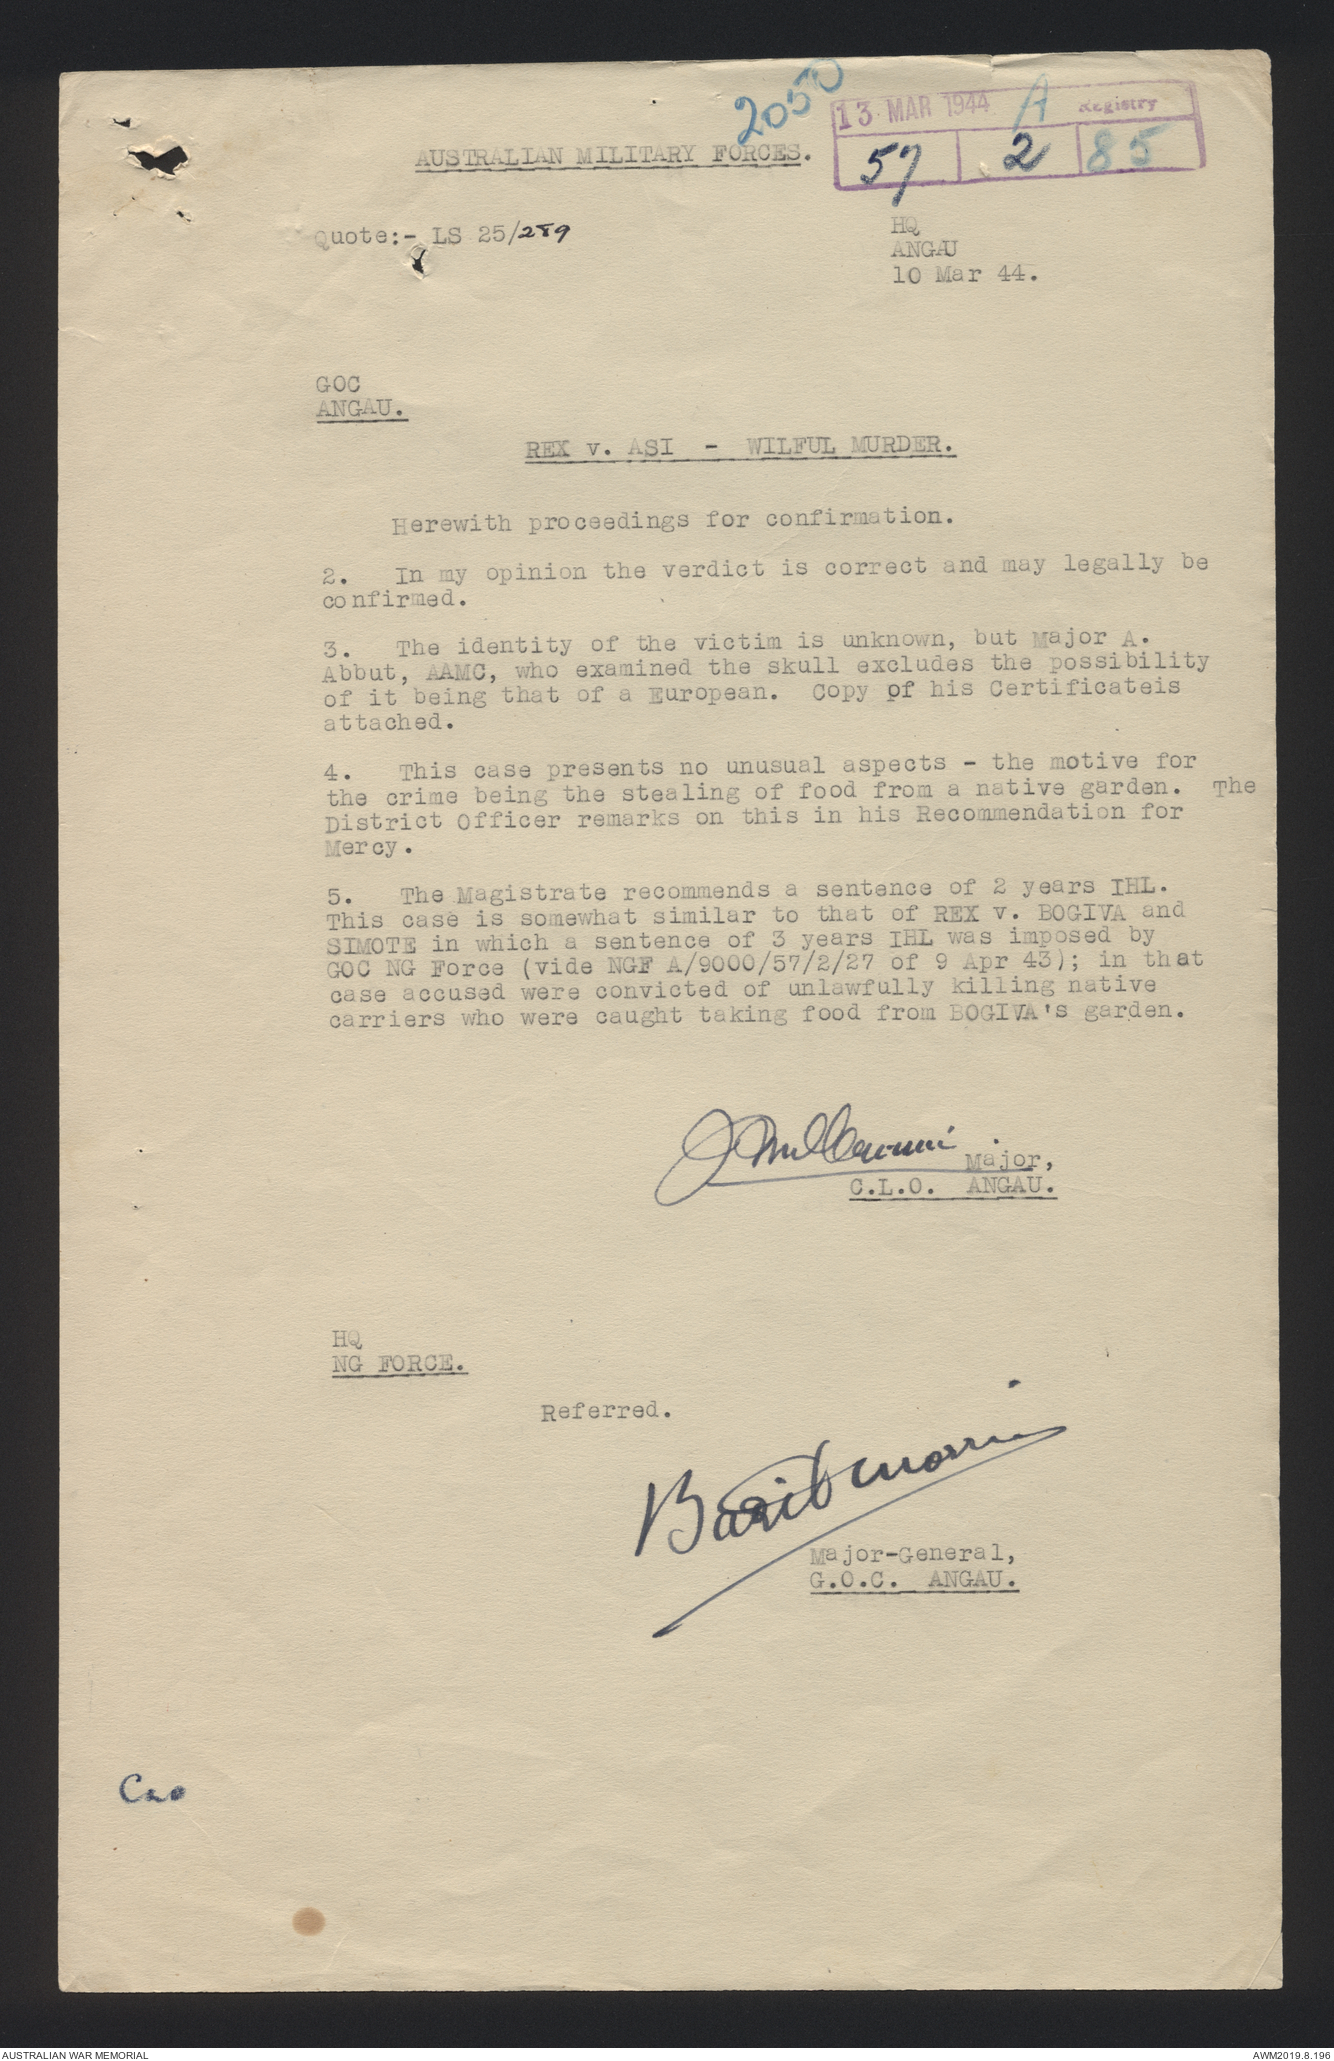 2050
13 MAR 1944 A Registry
57 2 85
AUSTRALIAN MILITARY FORCES.
Quote:- LS 25/289
HQ
ANGAU
10 Mar 44.
GOC
ANGAU.
REX v. ASI - WILFUL MURDER.
Herewith proceedings for confirmation.
2. In my opinion the verdict is correct and may legally be
confirmed.
3. The identity of the victim is unknown, but Major A.
Abbut, AAMC, who examined the skull excludes the possibility
of it being that of a European. Copy of his Certificateis
attached.
4. This case presents no unusual aspects - the motive for
the crime being the stealing of food from a native garden. The
District Officer remarks on this in his Recommendation for
Mercy.
5. The Magistrate recommends a sentence of 2 years IHL.
This case is somewhat similar to that of REX v. BOGIVA and
SIMOTE in which a sentence of 3 years IHL was imposed by
GOC NG Force (vide NGF A/9000/57/2/27 of 9 Apr 43); in that
case accused were convicted of unlawfully killing native
carriers who were caught taking food from BOGIVA's garden.
Major,
C.L.O. ANGAU.
HQ
NG FORCE.
Referred.
Major-General,
G.O.C. ANGAU.
AUSTRALIAN WAR MEMORIAL
AWM2019.8.196